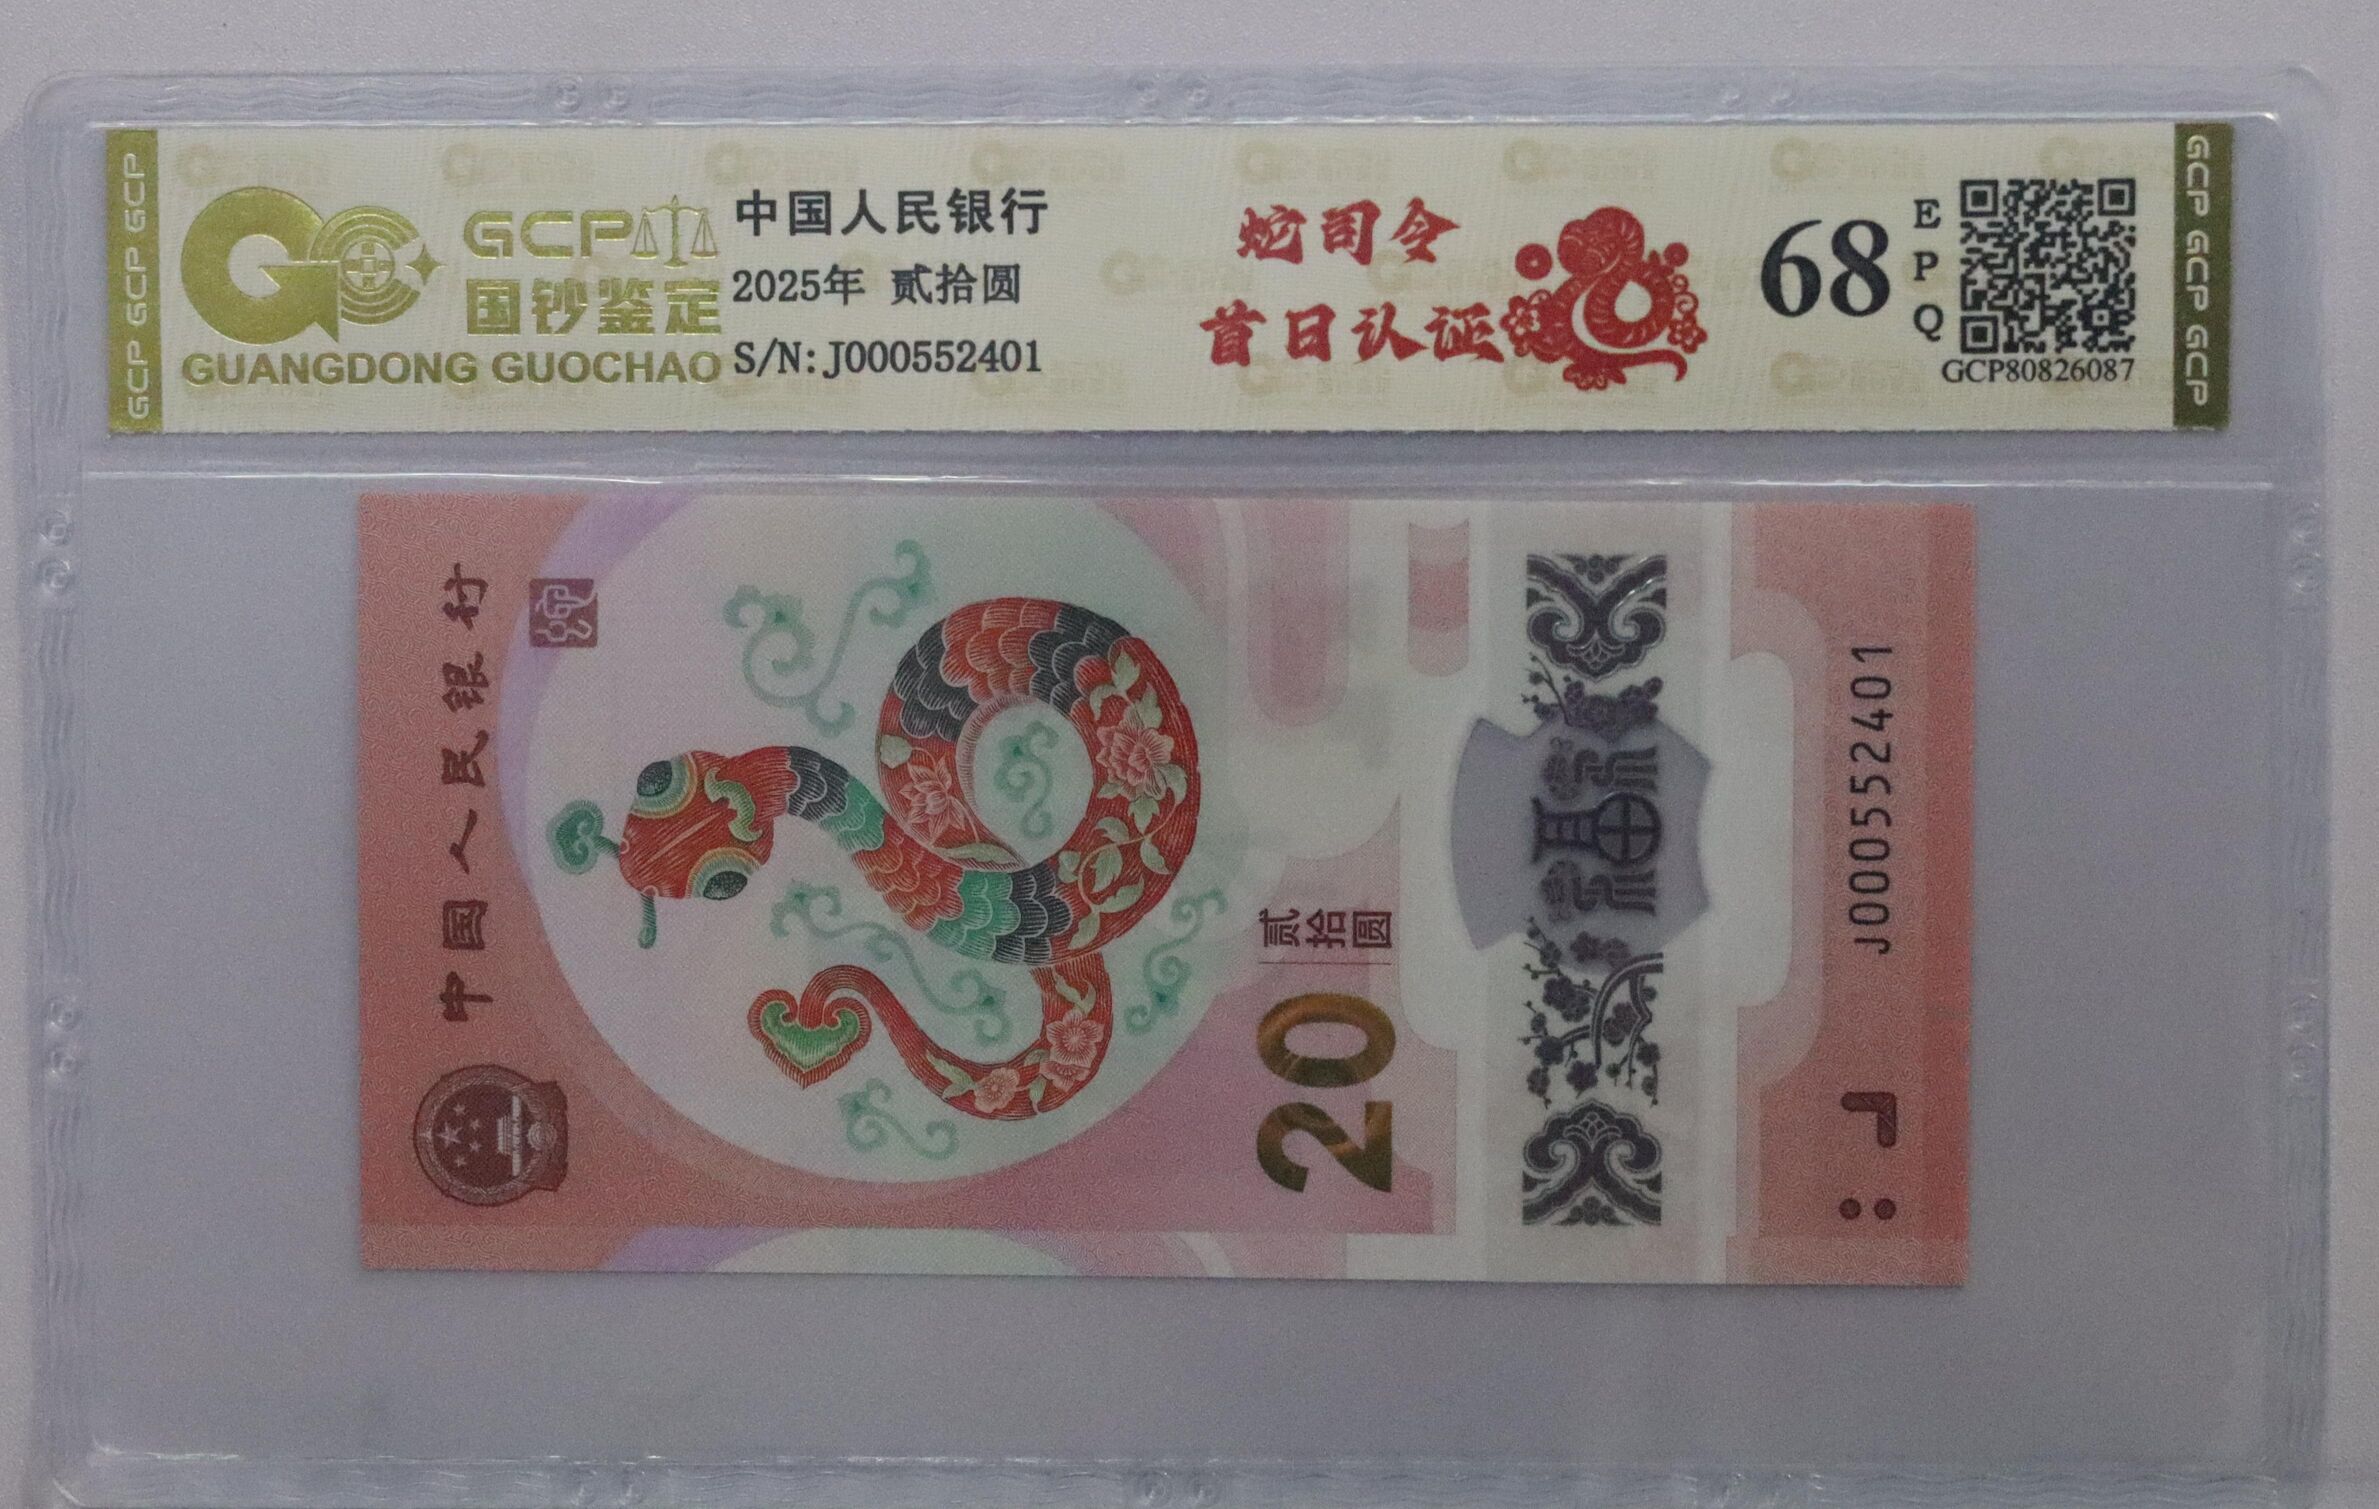 GCP GCP GCP
GCP
国钞鉴定
GUANGDONG GUOCHAO
中国人民银行
2025年 贰拾圆
S/N: J000552401
蛇司令
首日认证
68
EPQ
GCP80826087
GCP GCP GCP
中国人民银行
20
贰拾圆
福
J000552401